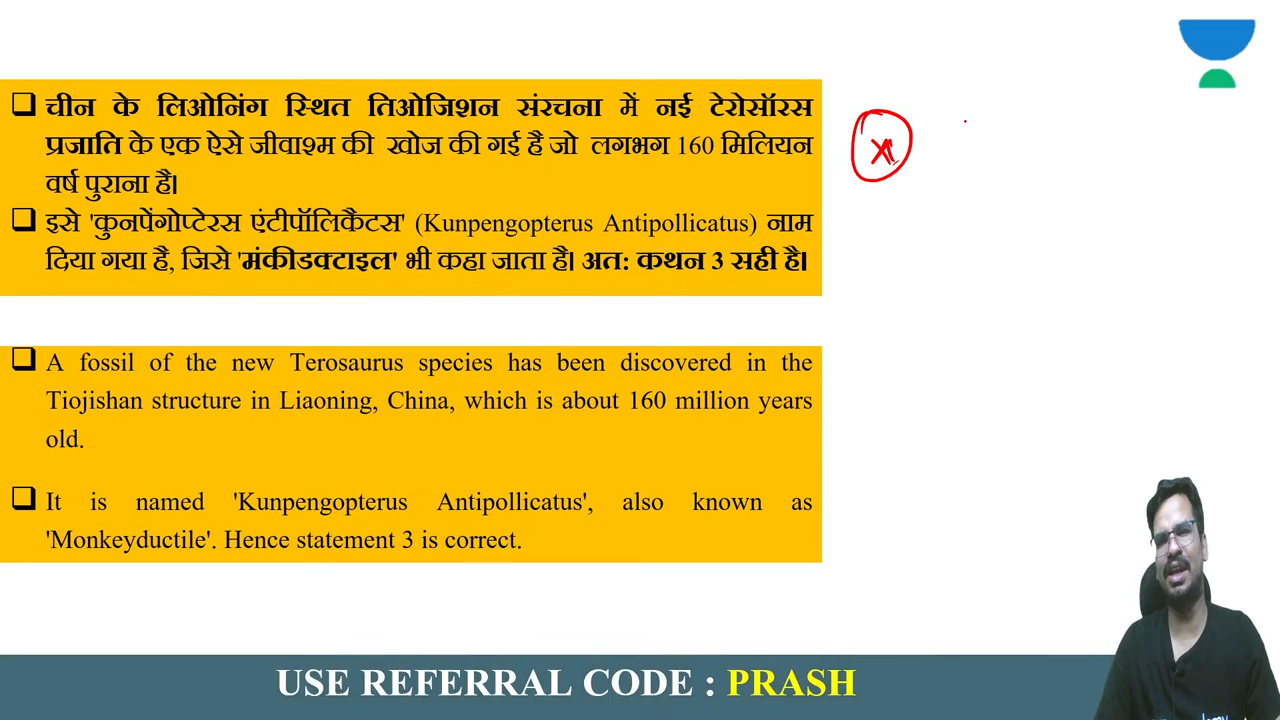 ❑ चीन के लिओनिंग स्थित तिओजिशन संरचना में नई टेरोसॉरस
प्रजाति के एक ऐसे जीवाश्म की खोज की गई है जो लगभग 160 मिलियन
वर्ष पुराना है।
❑ इसे 'कुनपेंगोप्टेरस एंटीपॉलिकैटस' (Kunpengopterus Antipollicatus) नाम
दिया गया है, जिसे 'मंकीडक्टाइल' भी कहा जाता है। अत: कथन 3 सही है।
❑ A fossil of the new Terosaurus species has been discovered in the
Tiojishan structure in Liaoning, China, which is about 160 million years
old.
❑ It is named 'Kunpengopterus Antipollicatus', also known as
'Monkeyductile'. Hence statement 3 is correct.
USE REFERRAL CODE : PRASH